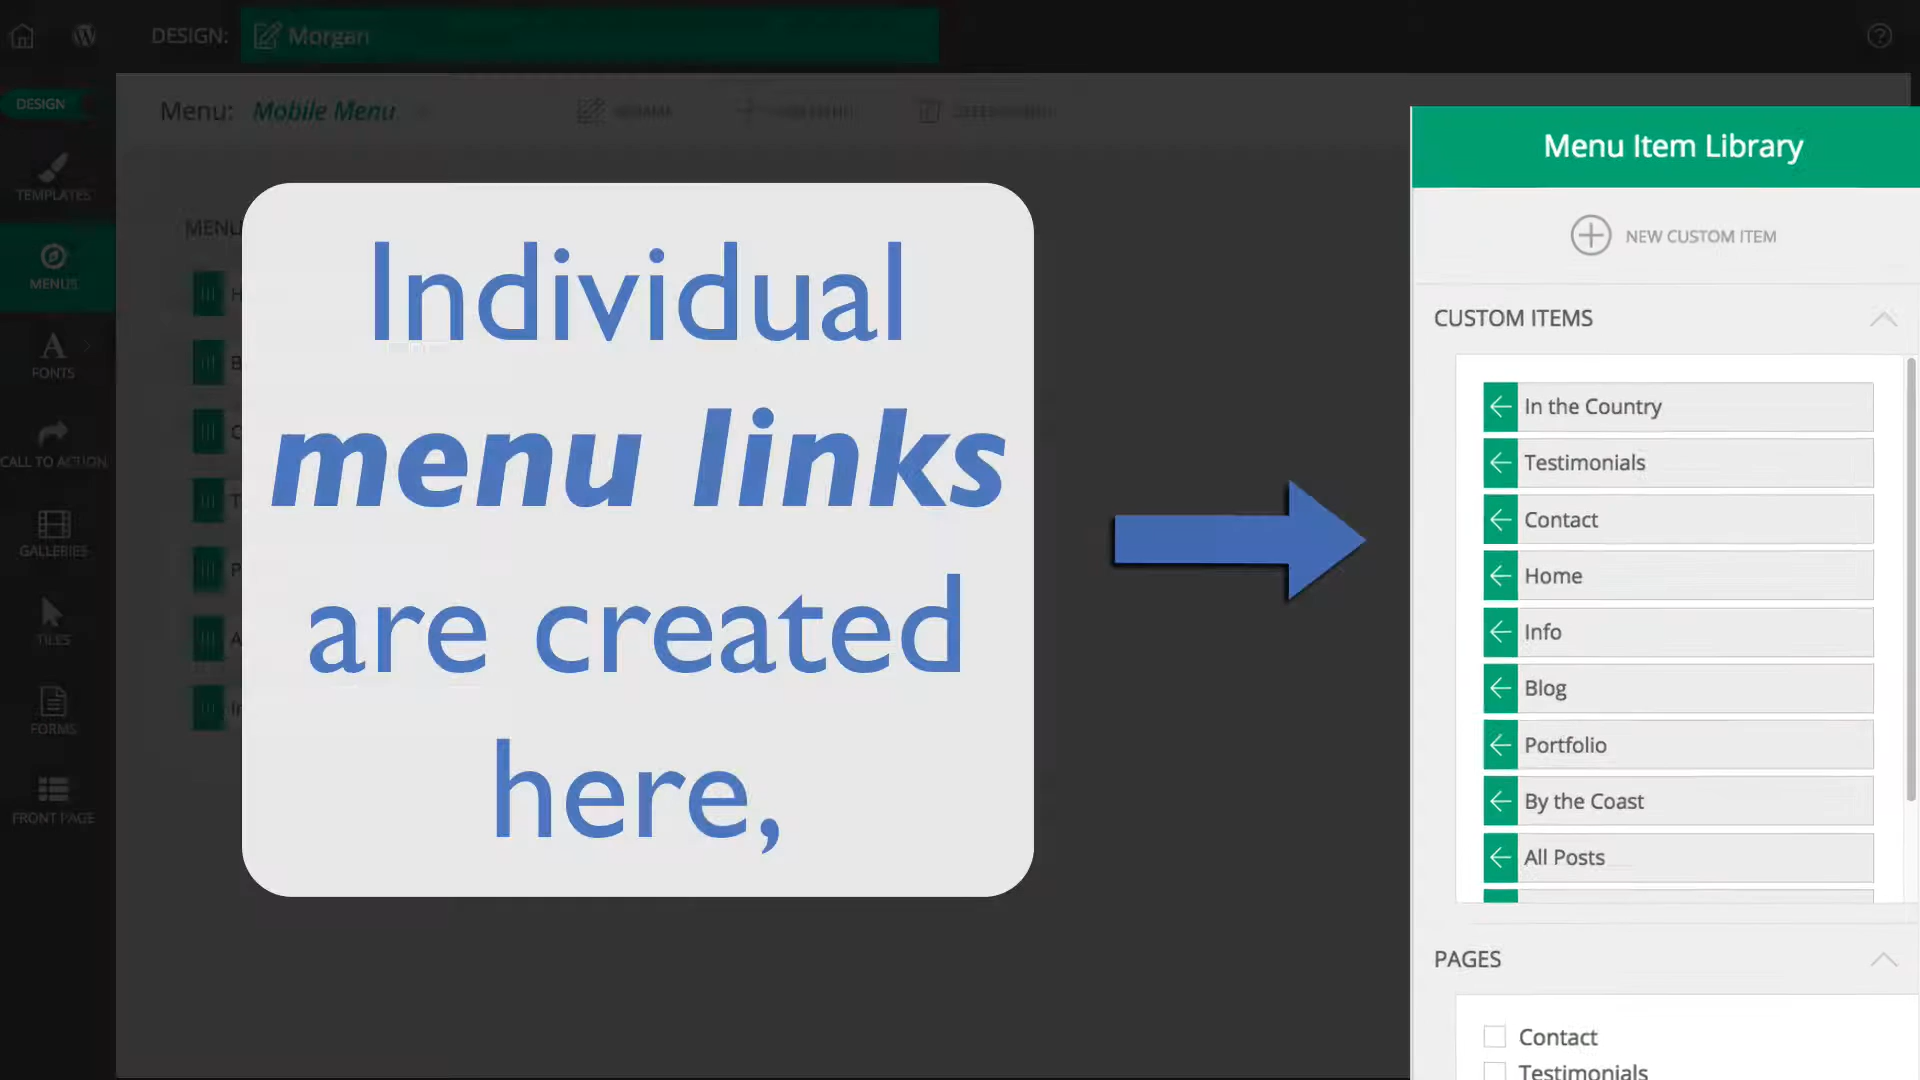 DESIGN:
Morgan
DESIGN
Menu:
Mobile Menu
TEMPLATES
MENUS
FONTS
CALL TO ACTION
GALLERIES
TILES
FORMS
FRONT PAGE
MENU
Individual
menu links
are created
here,
Menu Item Library
NEW CUSTOM ITEM
CUSTOM ITEMS
In the Country
Testimonials
Contact
Home
Info
Blog
Portfolio
By the Coast
All Posts
PAGES
Contact
Testimonials